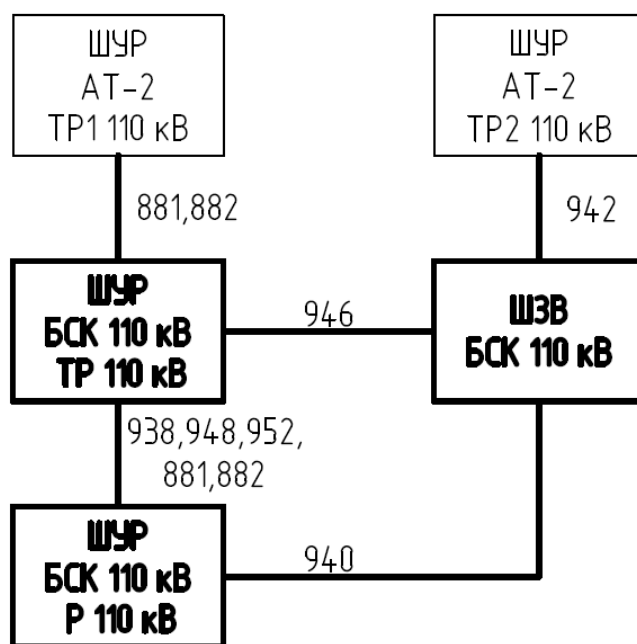 ШУР
АТ-2
ТР1 110 кВ
ШУР
АТ-2
ТР2 110 кВ
881,882
942
ШУР
БСК 110 кВ
ТР 110 кВ
946
ШЗВ
БСК 110 кВ
938,948,952,
881,882
ШУР
БСК 110 кВ
Р 110 кВ
940